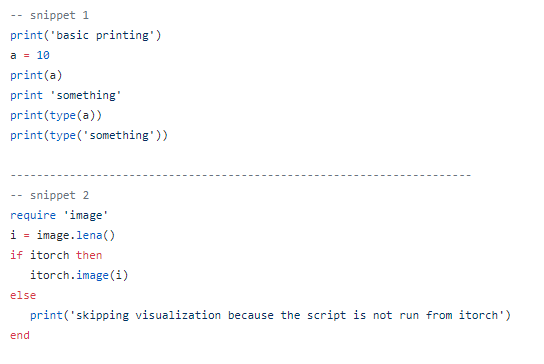 -- snippet 1
print('basic printing')
a = 10
print(a)
print 'something'
print(type(a))
print(type('something'))
----------------------------------------------------------------------
-- snippet 2
require 'image'
i = image.lena()
if itorch then
   itorch.image(i)
else
   print('skipping visualization because the script is not run from itorch')
end